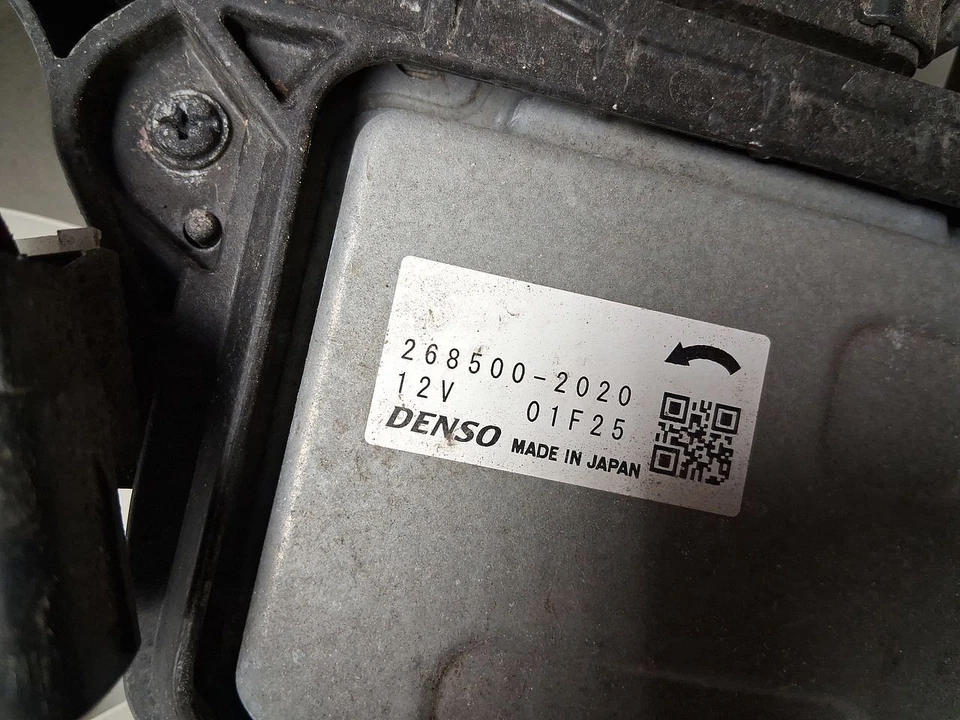 268500-2020
12V 01F25
DENSO MADE IN JAPAN